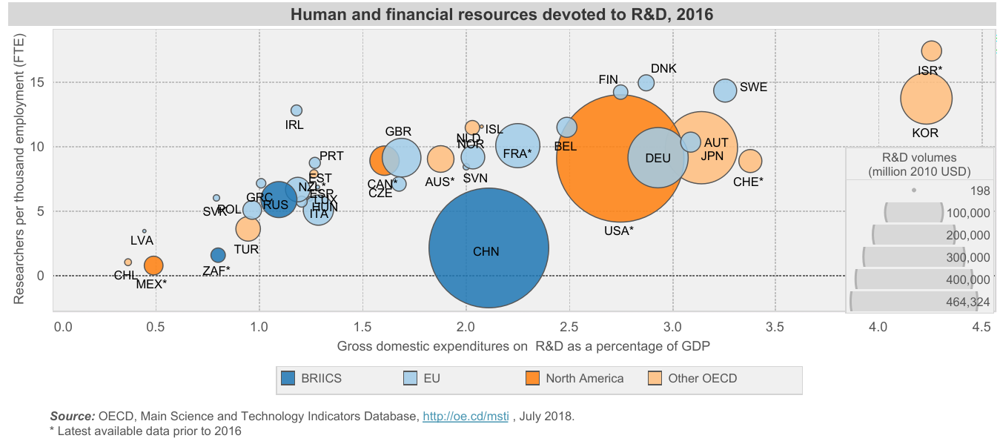 Human and financial resources devoted to R&D, 2016
Researchers per thousand employment (FTE)
15
10
5
0
ISR*
KOR
DNK
FIN
SWE
IRL
GBR
ISL
NLD
NOR
BEL
FRA*
DEU
AUT
JPN
CHE*
PRT
EST
CAN*
CZE
AUS*
SVN
NZL*
ESP
LUX
HUN
ITA
GRC
RUS
SVK
POL
LVA
TUR
USA*
CHN
CHL
MEX*
ZAF*
R&D volumes
(million 2010 USD)
198
100,000
200,000
300,000
400,000
464,324
0.0 0.5 1.0 1.5 2.0 2.5 3.0 3.5 4.0 4.5
Gross domestic expenditures on R&D as a percentage of GDP
BRIICS EU North America Other OECD
Source: OECD, Main Science and Technology Indicators Database, http://oe.cd/msti , July 2018.
* Latest available data prior to 2016